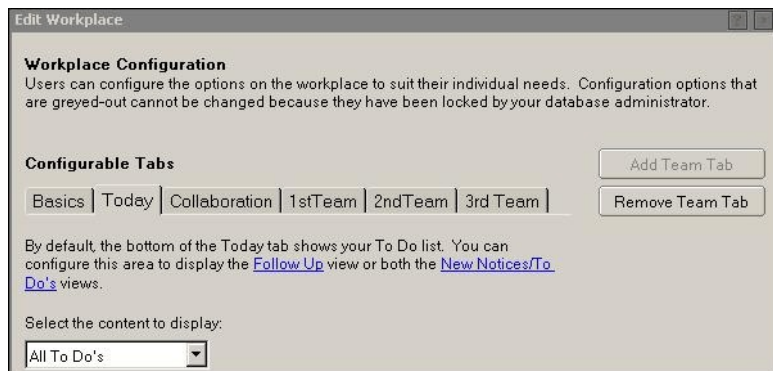 Edit Workplace
Workplace Configuration
Users can configure the options on the workplace to suit their individual needs.  Configuration options that
are greyed-out cannot be changed because they have been locked by your database administrator.
Configurable Tabs
Add Team Tab
Basics Today Collaboration 1stTeam 2ndTeam 3rd Team
Remove Team Tab
By default, the bottom of the Today tab shows your To Do list.  You can
configure this area to display the Follow Up view or both the New Notices/To
Do's views.
Select the content to display:
All To Do's